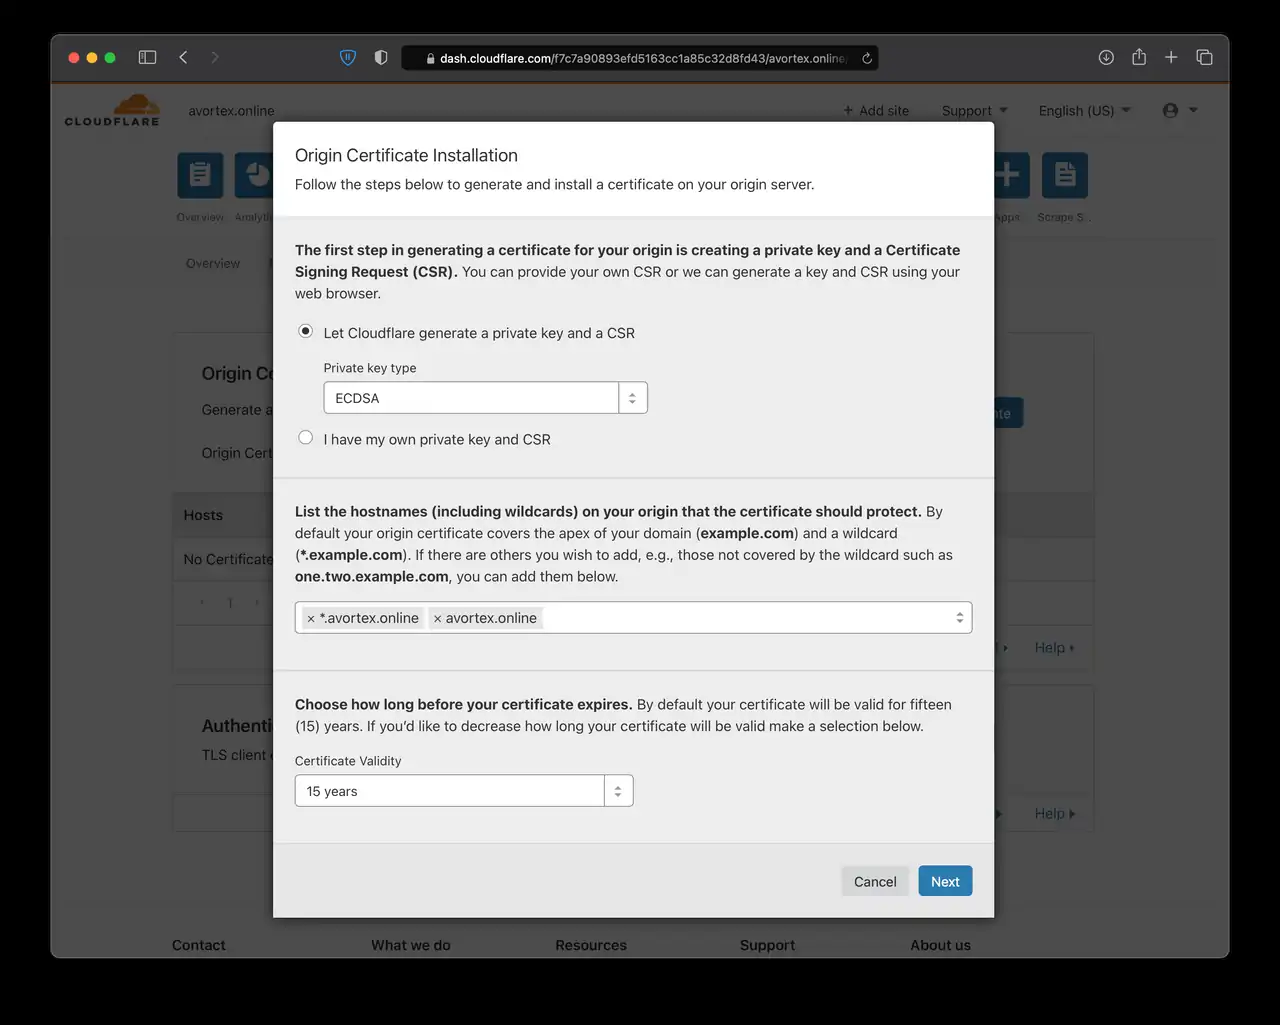 dash.cloudflare.com/f7c7a90893efd5163cc1a85c32d8fd43/avortex.online/
CLOUDFLARE
avortex.online
+ Add site
Support
English (US)
Overview
Analytic
Apps
Scrape S...
Overview
Origin Certificate Installation
Follow the steps below to generate and install a certificate on your origin server.
The first step in generating a certificate for your origin is creating a private key and a Certificate
Signing Request (CSR). You can provide your own CSR or we can generate a key and CSR using your
web browser.
Let Cloudflare generate a private key and a CSR
Private key type
ECDSA
I have my own private key and CSR
Origin Ce
Generate a
te
Origin Cert
Hosts
No Certificate
1
Help
List the hostnames (including wildcards) on your origin that the certificate should protect. By
default your origin certificate covers the apex of your domain (example.com) and a wildcard
(*.example.com). If there are others you wish to add, e.g., those not covered by the wildcard such as
one.two.example.com, you can add them below.
× *.avortex.online × avortex.online
Choose how long before your certificate expires. By default your certificate will be valid for fifteen
(15) years. If you’d like to decrease how long your certificate will be valid make a selection below.
Certificate Validity
15 years
Authenti
TLS client
Help
Cancel
Next
Contact
What we do
Resources
Support
About us